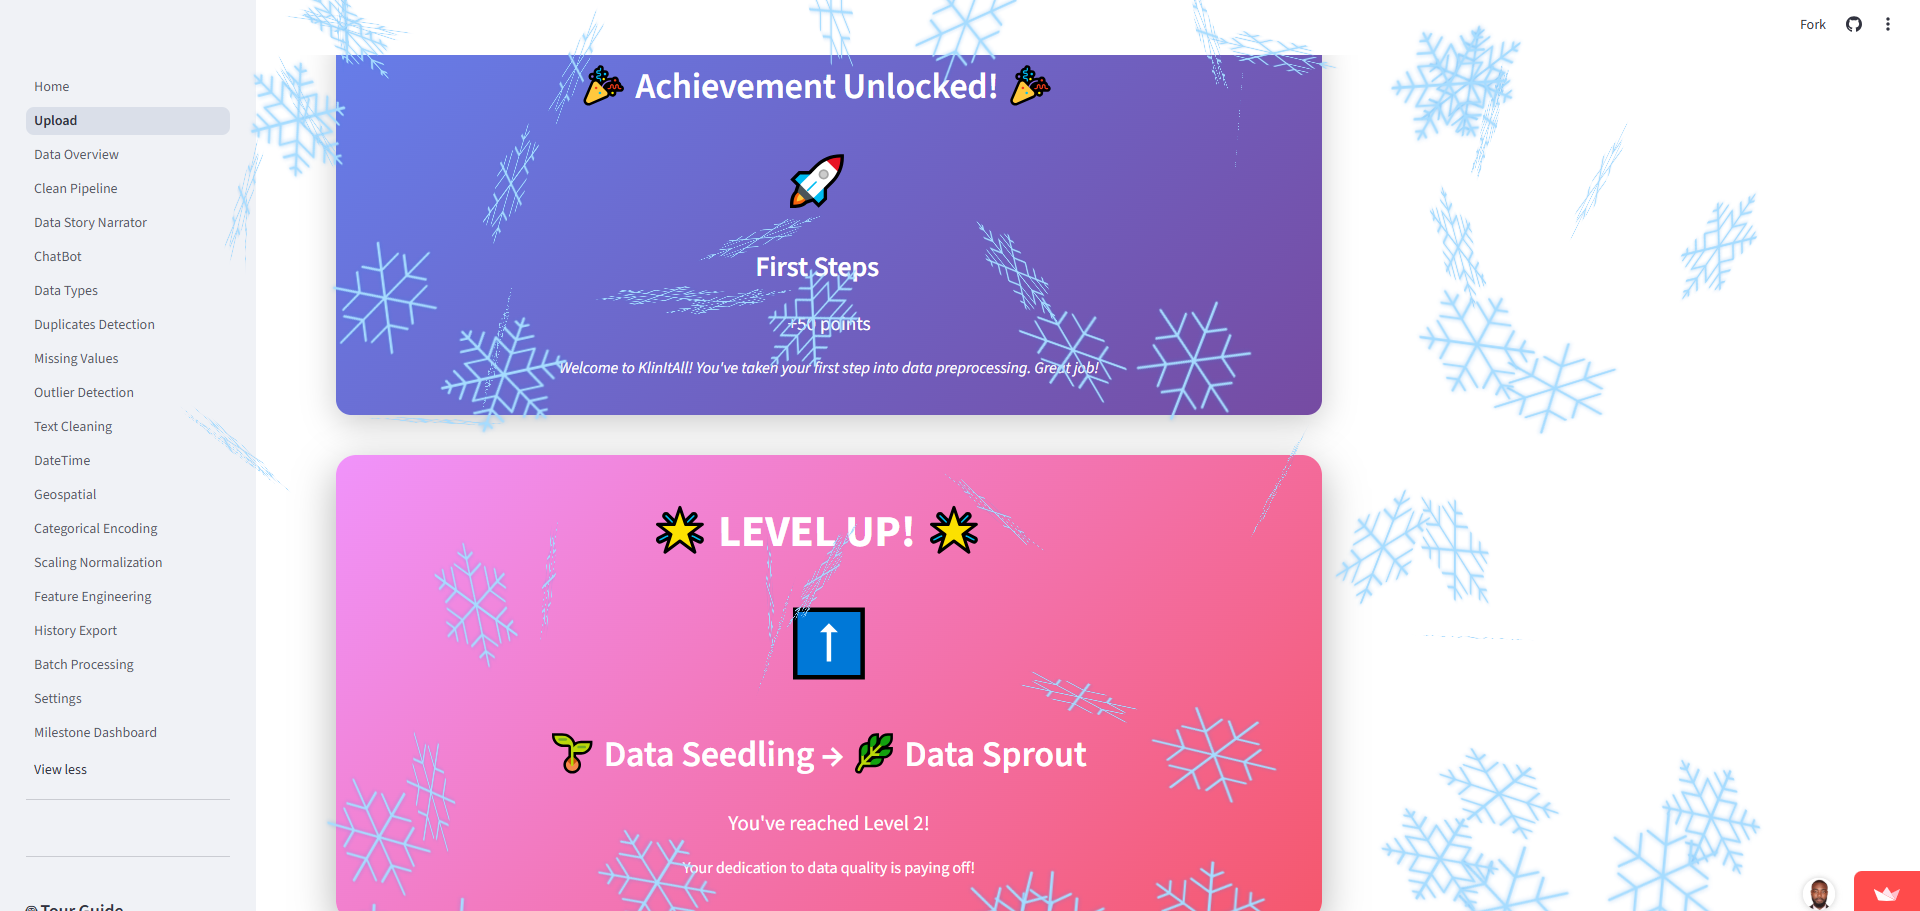 Fork
Home
Upload
Data Overview
Clean Pipeline
Data Story Narrator
ChatBot
Data Types
Duplicates Detection
Missing Values
Outlier Detection
Text Cleaning
DateTime
Geospatial
Categorical Encoding
Scaling Normalization
Feature Engineering
History Export
Batch Processing
Settings
Milestone Dashboard
View less
Tour Guide
🎉 Achievement Unlocked! 🎉
🚀
First Steps
+50 points
Welcome to KlinItAll! You've taken your first step into data preprocessing. Great job!
🌟 LEVEL UP! 🌟
⬆️
🌱 Data Seedling → 🌿 Data Sprout
You've reached Level 2!
Your dedication to data quality is paying off!